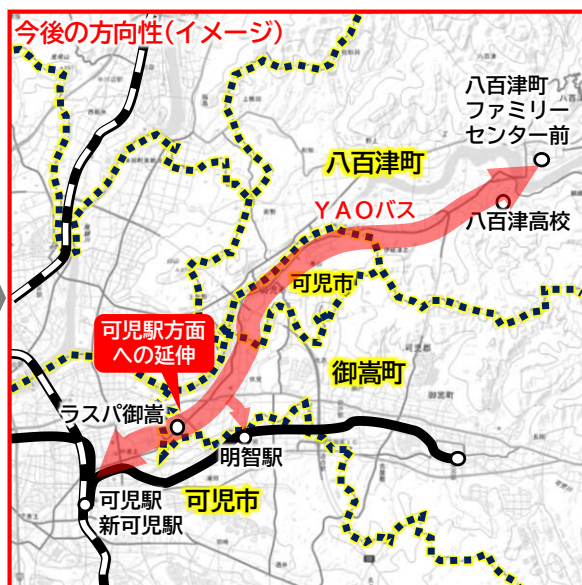 今後の方向性(イメージ)
八百津町
ファミリー
センター前
八百津町
YAOバス
八百津高校
可児市
可児駅方面
への延伸
御嵩町
ラスパ御嵩
明智駅
可児市
可児駅
新可児駅